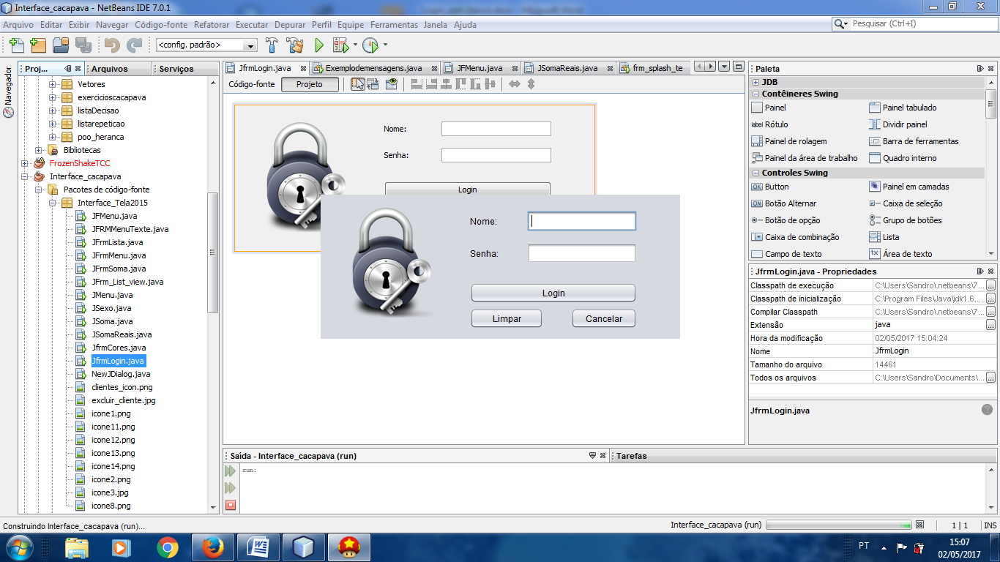 Interface_cacapava - NetBeans IDE 7.0.1
Arquivo Editar Exibir Navegar Código-fonte Refatorar Executar Depurar Perfil Equipe Ferramentas Janela Ajuda
Pesquisar (Ctrl+I)
<config. padrão>
Navegador
Proj... Arquivos Serviços
Vetores
exercicioscacapava
listaDecisao
listarepeticao
poo_heranca
Bibliotecas
FrozenShakeTCC
Interface_cacapava
Pacotes de código-fonte
Interface_Tela2015
JFMenu.java
JFRMMenuTexte.java
JFrmLista.java
JFrmMenu.java
JFrmSoma.java
JFrm_List_view.java
JMenu.java
JSexo.java
JSoma.java
JSomaReais.java
JfrmCores.java
JfrmLogin.java
NewJDialog.java
clientes_icon.png
excluir_cliente.jpg
icone1.png
icone11.png
icone12.png
icone13.png
icone14.png
icone2.png
icone3.jpg
icone8.png
JfrmLogin.java Exemplodemensagens.java JFMenu.java JSomaReais.java frm_splash_te
Código-fonte Projeto
Nome:
Senha:
Login
Nome:
Senha:
Login
Limpar Cancelar
Saída - Interface_cacapava (run)
run:
Tarefas
Paleta
JDB
Contêineres Swing
Painel Painel tabulado
label Rótulo Dividir painel
Painel de rolagem Barra de ferramentas
Painel da área de trabalho Quadro interno
Controles Swing
OK Button Painel em camadas
ON Botão Alternar Caixa de seleção
Botão de opção Grupo de botões
Caixa de combinação Lista
Campo de texto Área de texto
JfrmLogin.java - Propriedades
Classpath de execução C:\Users\Sandro\.netbeans\7... ...
Classpath de inicialização C:\Program Files\Java\jdk1.6.... ...
Compilar Classpath C:\Users\Sandro\.netbeans\7... ...
Extensão java ...
Hora da modificação 02/05/2017 15:04:24
Nome JfrmLogin
Tamanho do arquivo 14461
Todos os arquivos C:\Users\Sandro\Documents\... ...
JfrmLogin.java
Construindo Interface_cacapava (run)...
Interface_cacapava (run)
1 | 1 INS
PT
15:07
02/05/2017